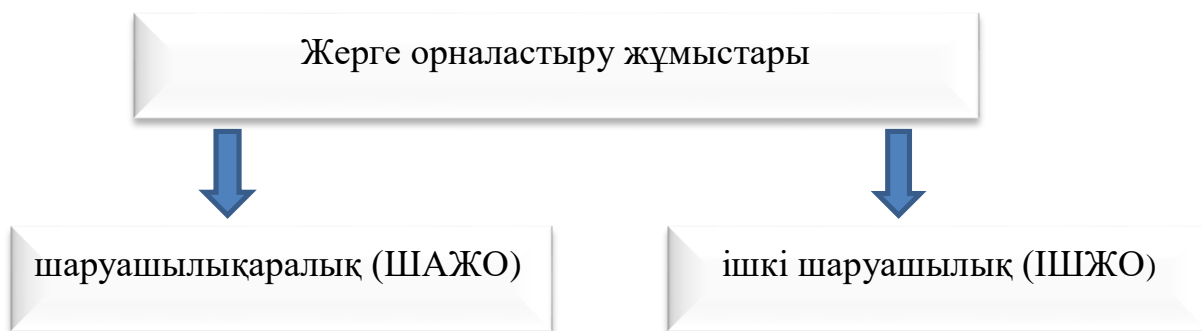 Жерге орналастыру жұмыстары
шаруашылықаралық (ШАЖО)
ішкі шаруашылық (ІШЖО)